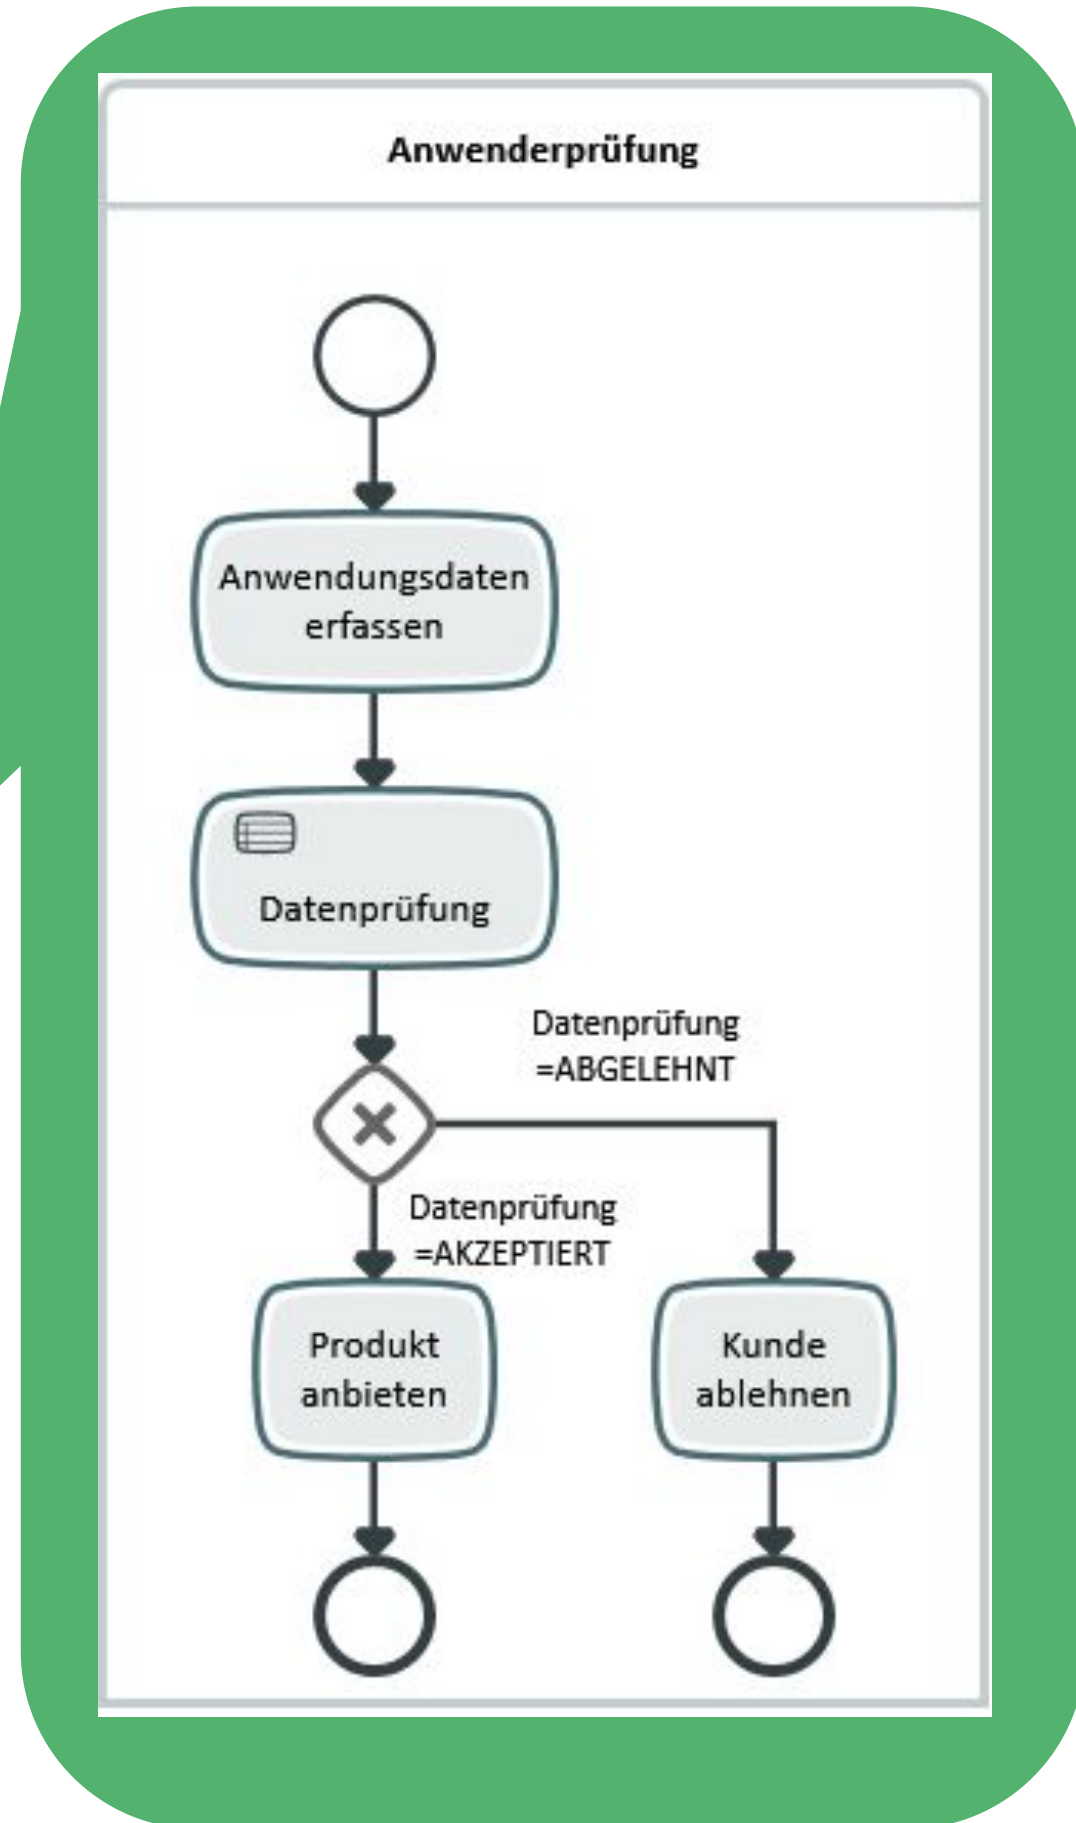 Anwenderprüfung
Anwendungsdaten
erfassen
Datenprüfung
Datenprüfung
=ABGELEHNT
Datenprüfung
=AKZEPTIERT
Produkt
anbieten
Kunde
ablehnen